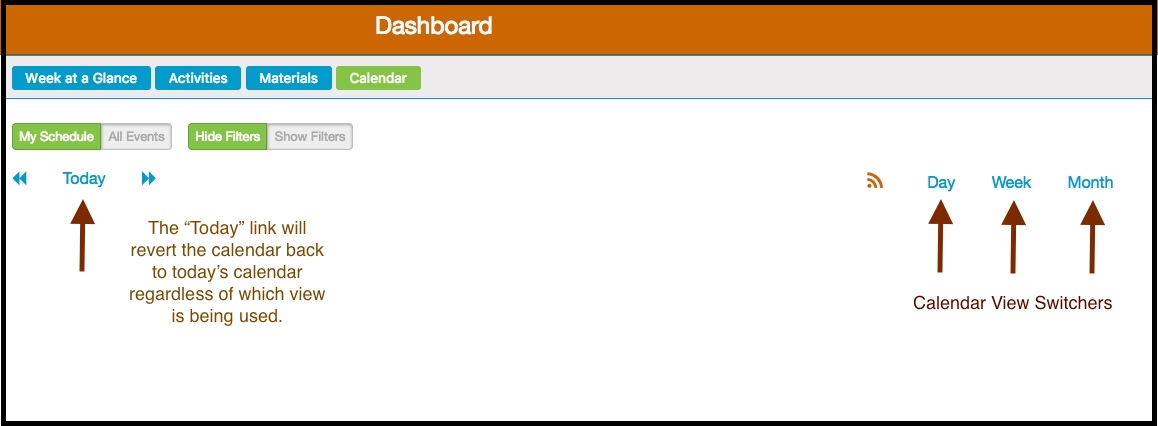 Dashboard
Week at a Glance Activities Materials Calendar
My Schedule All Events Hide Filters Show Filters
Today Day Week Month
The “Today” link will
revert the calendar back
to today’s calendar
regardless of which view
is being used.
Calendar View Switchers